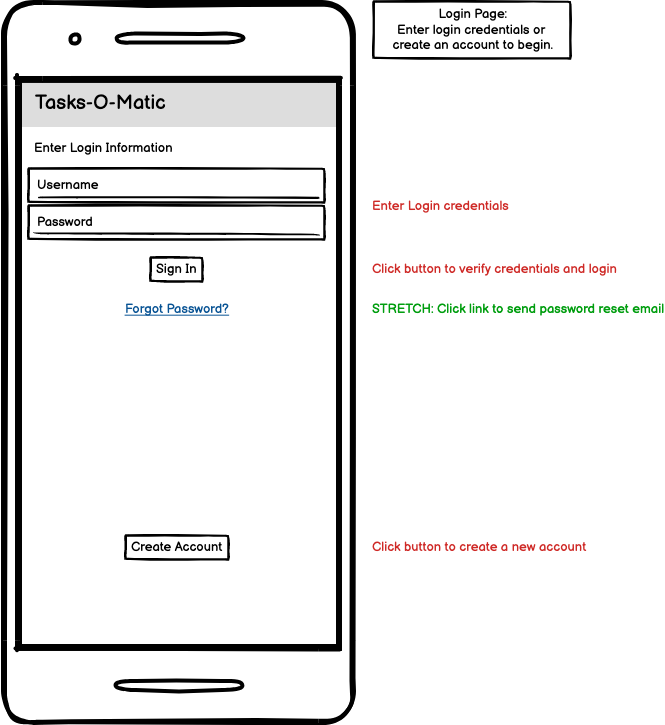 Login Page:
Enter login credentials or
create an account to begin.
Tasks-O-Matic
Enter Login Information
Username
Password
Enter Login credentials
Sign In
Click button to verify credentials and login
Forgot Password?
STRETCH: Click link to send password reset email
Create Account
Click button to create a new account